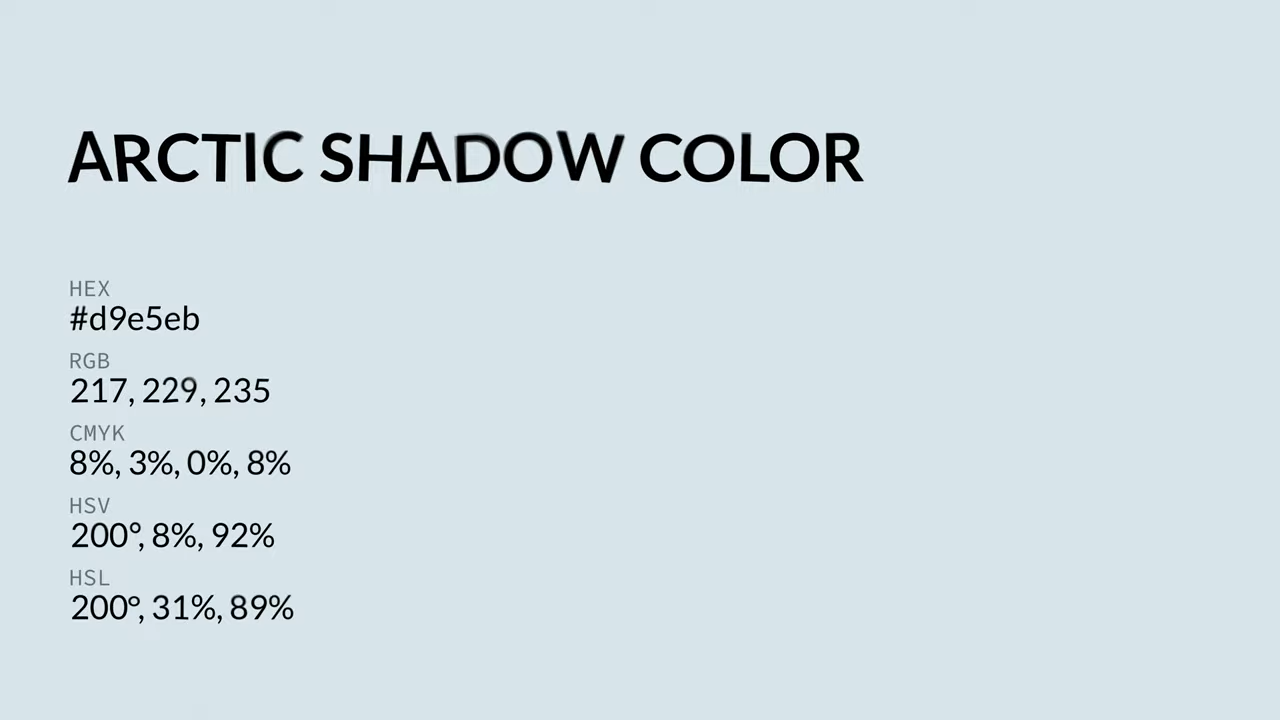 ARCTIC SHADOW COLOR
HEX
#d9e5eb
RGB
217, 229, 235
CMYK
8%, 3%, 0%, 8%
HSV
200°, 8%, 92%
HSL
200°, 31%, 89%